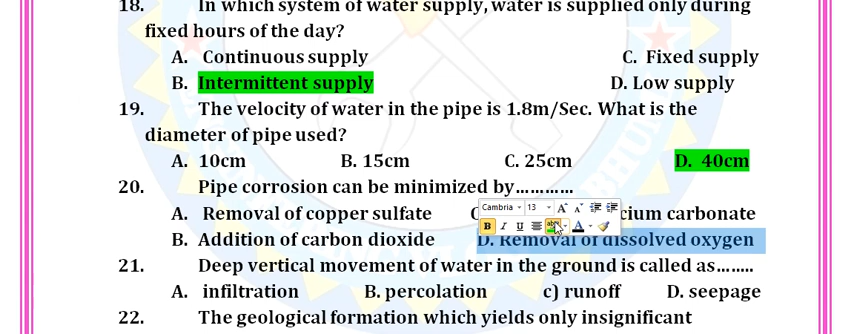 18. In which system of water supply, water is supplied only during
fixed hours of the day?
A. Continuous supply C. Fixed supply
B. Intermittent supply D. Low supply
19. The velocity of water in the pipe is 1.8m/Sec. What is the
diameter of pipe used?
A. 10cm B. 15cm C. 25cm D. 40cm
20. Pipe corrosion can be minimized by............
Cambria 13
A. Removal of copper sulfate cium carbonate
B I U
B. Addition of carbon dioxide D. Removal of dissolved oxygen
21. Deep vertical movement of water in the ground is called as........
A. infiltration B. percolation c) runoff D. seepage
22. The geological formation which yields only insignificant